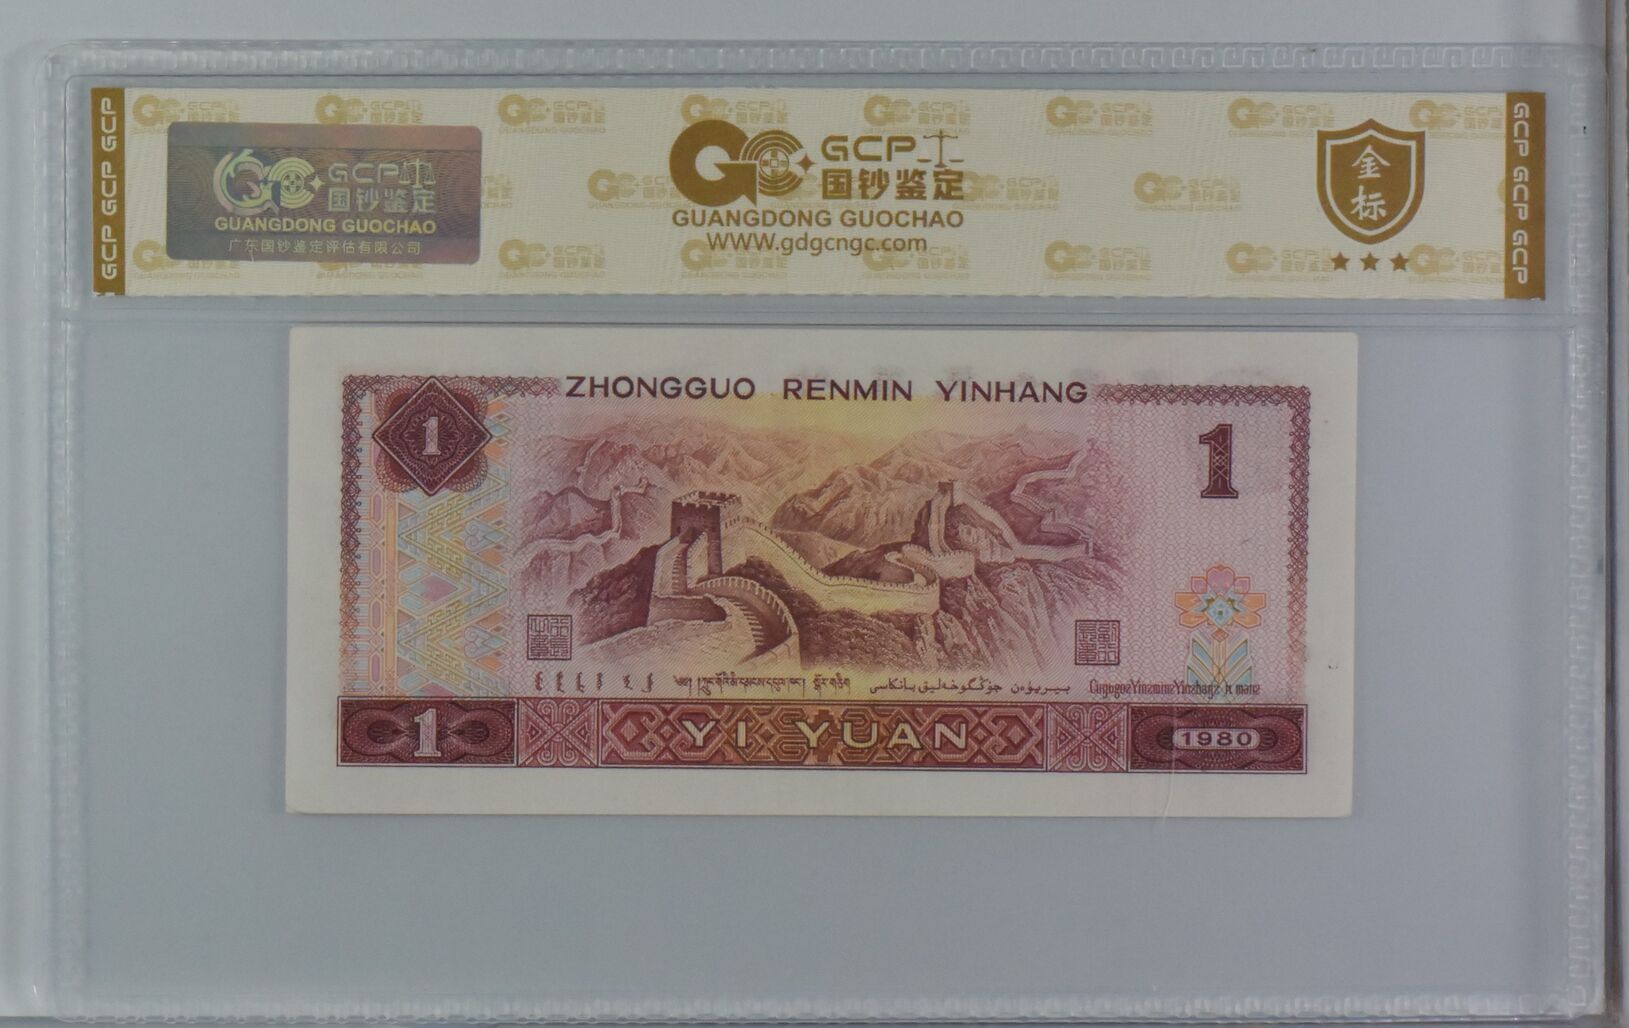 GCP GCP GCP
GCP
国钞鉴定
GUANGDONG GUOCHAO
广东国钞鉴定评估有限公司
GCP
国钞鉴定
GUANGDONG GUOCHAO
WWW.gdgcngc.com
金
标
GCP GCP GCP
ZHONGGUO RENMIN YINHANG
1
1
1
YI YUAN
1980